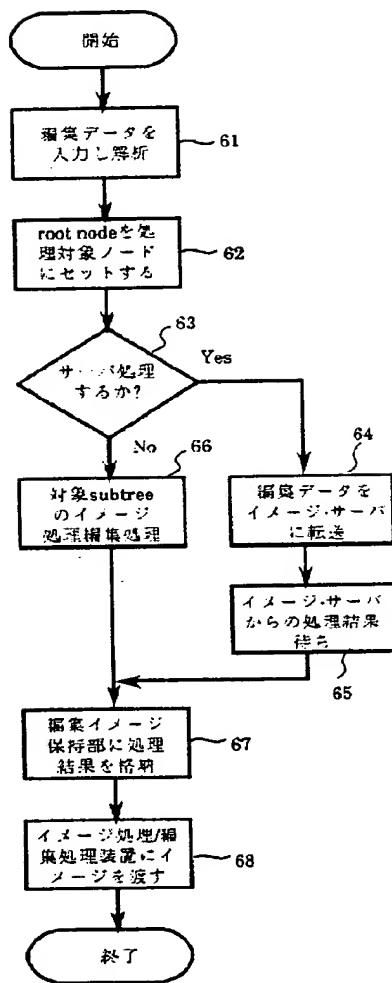 開始
編集データを
入力し解析
61
root nodeを処
理対象ノード
にセットする
62
63
サーバ処理
するか?
Yes
No
66
対象subtree
のイメージ
処理編集処理
64
編集データを
イメージ・サーバ
に転送
イメージ・サーバ
からの処理結果
待ち
65
編集イメージ
保持部に処理
結果を格納
67
イメージ処理/編
集処理装置にイ
メージを渡す
68
終了